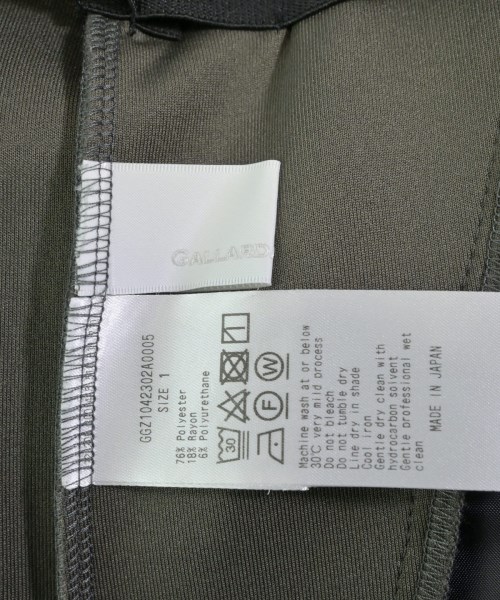 GALLARD
GGZ1042302A0005
SIZE 1
76% Polyester
18% Rayon
6% Polyurethane
30
F W
Machine wash at or below
30℃ very mild process
Do not bleach
Do not tumble dry
Line dry in shade
Cool iron
Gentle dry clean with
hydrocarbon solvent
Gentle professional wet
clean
MADE IN JAPAN